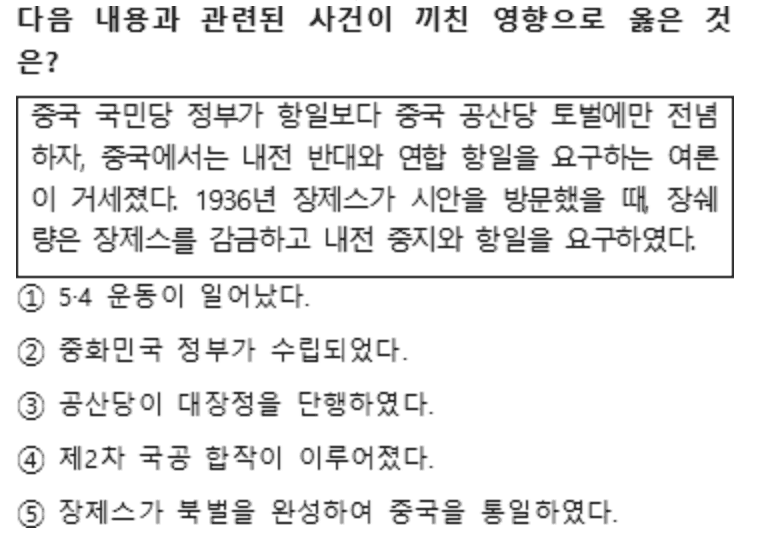 다음 내용과 관련된 사건이 끼친 영향으로 옳은 것
은?
중국 국민당 정부가 항일보다 중국 공산당 토벌에만 전념
하자, 중국에서는 내전 반대와 연합 항일을 요구하는 여론
이 거세졌다. 1936년 장제스가 시안을 방문했을 때, 장쉐
량은 장제스를 감금하고 내전 중지와 항일을 요구하였다.
① 5·4 운동이 일어났다.
② 중화민국 정부가 수립되었다.
③ 공산당이 대장정을 단행하였다.
④ 제2차 국공 합작이 이루어졌다.
⑤ 장제스가 북벌을 완성하여 중국을 통일하였다.